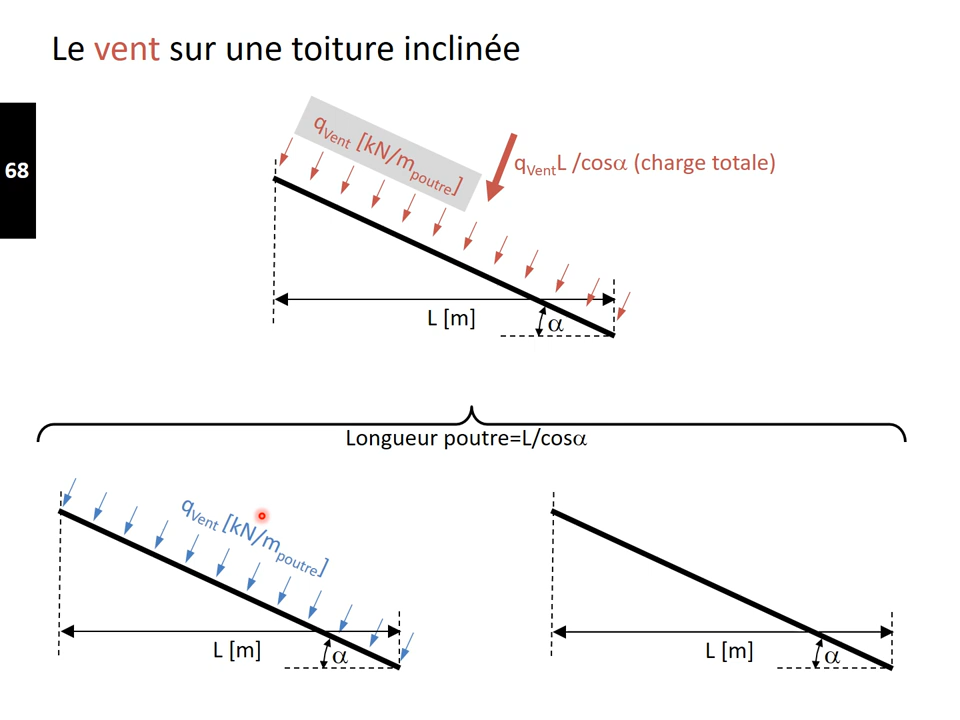 Le vent sur une toiture inclinée
68
qVent [kN/mpoutre]
qVentL /cosα (charge totale)
L [m]
α
Longueur poutre=L/cosα
qVent [kN/mpoutre]
L [m]
α
L [m]
α